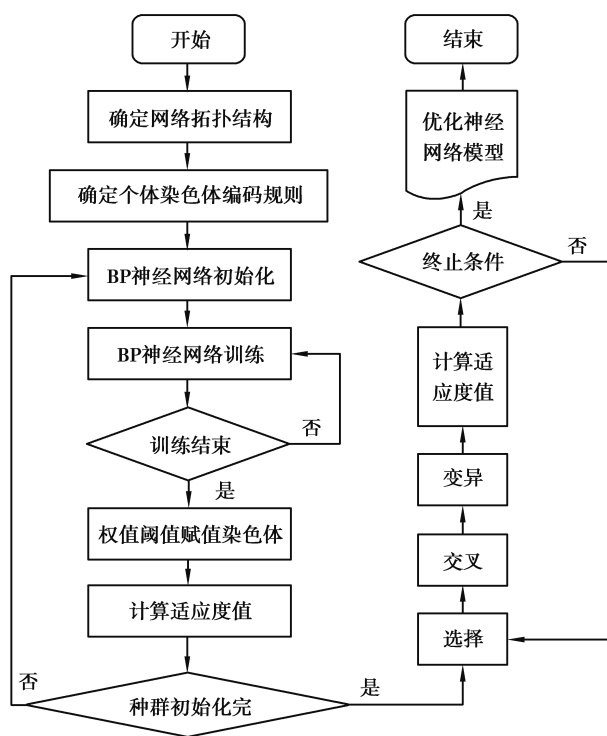 开始
确定网络拓扑结构
确定个体染色体编码规则
BP神经网络初始化
BP神经网络训练
训练结束
否
是
权值阈值赋值染色体
计算适应度值
种群初始化完
否
是
结束
优化神经
网络模型
是
终止条件
否
计算适
应度值
变异
交叉
选择